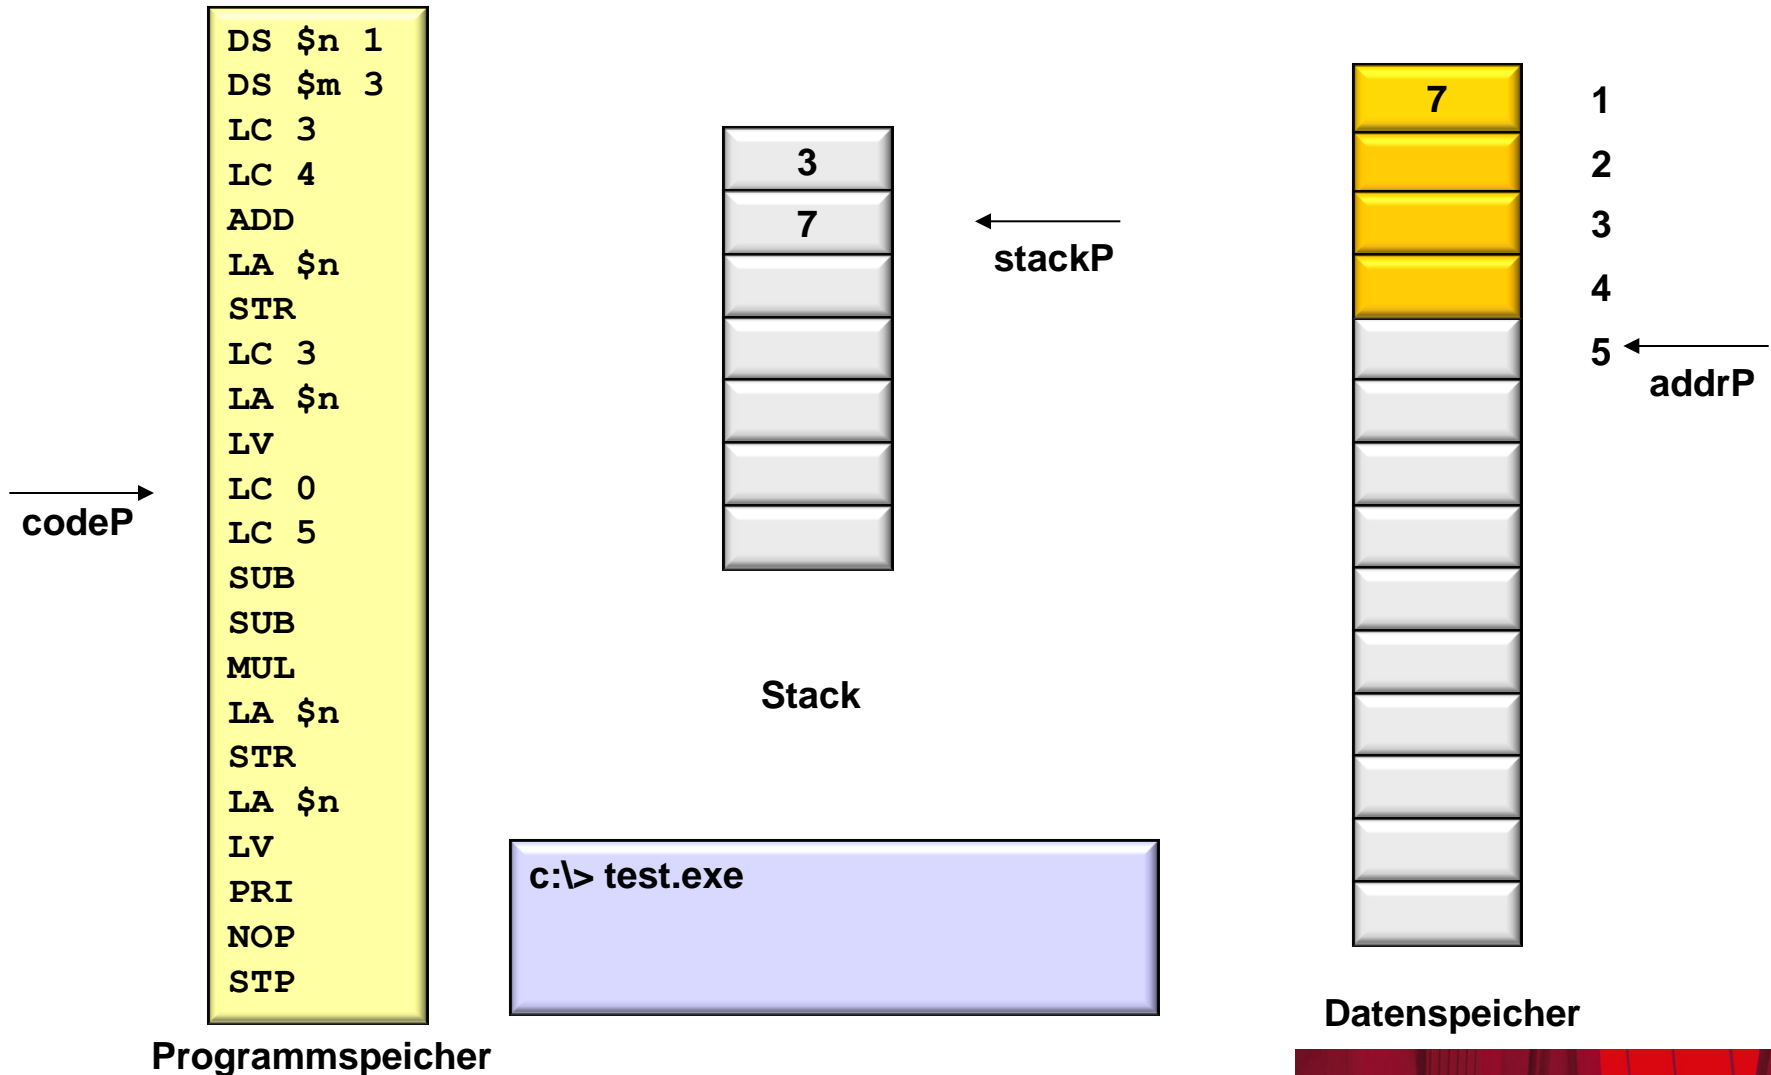 DS $n 1
DS $m 3
LC 3
LC 4
ADD
LA $n
STR
LC 3
LA $n
LV
LC 0
LC 5
SUB
SUB
MUL
LA $n
STR
LA $n
LV
PRI
NOP
STP
codeP
Programmspeicher
3
7
stackP
Stack
c:\> test.exe
7
1
2
3
4
5
addrP
Datenspeicher